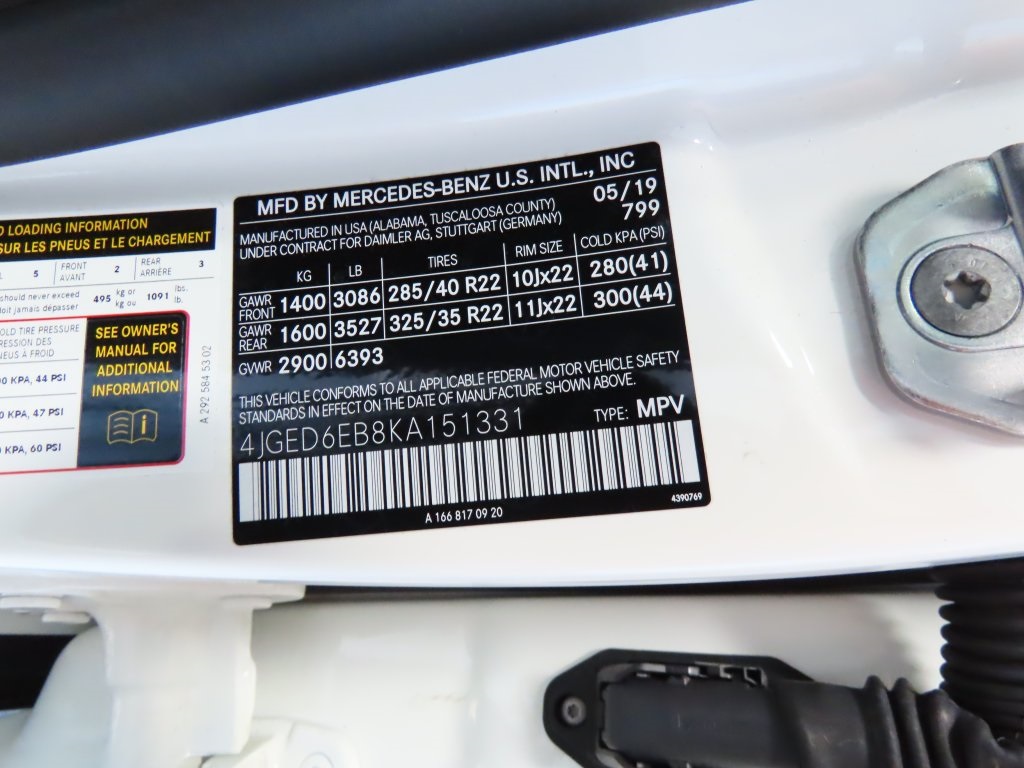 MFD BY MERCEDES-BENZ U.S. INTL., INC
MANUFACTURED IN USA (ALABAMA, TUSCALOOSA COUNTY) 05/19
UNDER CONTRACT FOR DAIMLER AG, STUTTGART (GERMANY) 799
KG LB TIRES RIM SIZE COLD KPA (PSI)
GAWR FRONT 1400 3086 285/40 R22 10Jx22 280(41)
GAWR REAR 1600 3527 325/35 R22 11Jx22 300(44)
GVWR 2900 6393
THIS VEHICLE CONFORMS TO ALL APPLICABLE FEDERAL MOTOR VEHICLE SAFETY
STANDARDS IN EFFECT ON THE DATE OF MANUFACTURE SHOWN ABOVE.
4JGED6EB8KA151331 TYPE: MPV
4390769
A 166 817 09 20
LOADING INFORMATION
SUR LES PNEUS ET LE CHARGEMENT
5 FRONT AVANT 2 REAR ARRIÈRE 3
should never exceed 495 kg or 1091 lbs.
doit jamais dépasser kg ou lb.
OLD TIRE PRESSURE
RESSION DES
NEUS À FROID
KPA, 44 PSI
KPA, 47 PSI
KPA, 60 PSI
SEE OWNER'S
MANUAL FOR
ADDITIONAL
INFORMATION
A 292 584 53 02